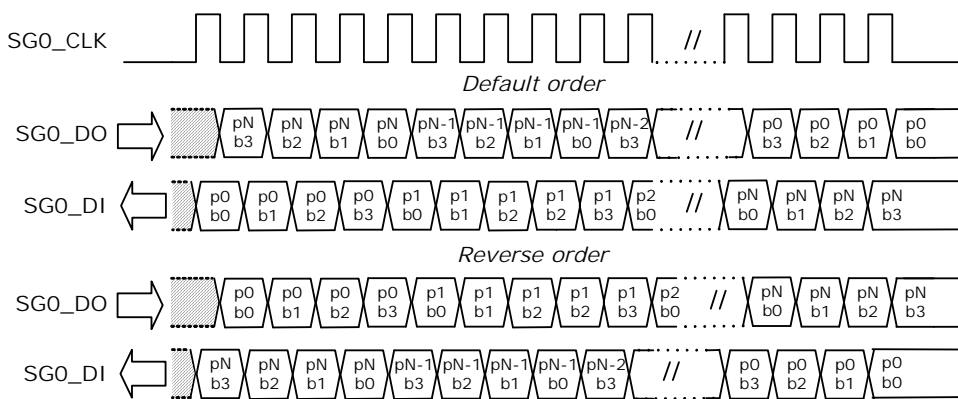 SG0_CLK //
Default order
SG0_DO pN pN pN pN pN-1 pN-1 pN-1 pN-1 pN-2 // p0 p0 p0 p0
b3 b2 b1 b0 b3 b2 b1 b0 b3 b3 b2 b1 b0
SG0_DI p0 p0 p0 p0 p1 p1 p1 p1 p1 p2 // pN pN pN pN
b0 b1 b2 b3 b0 b1 b2 b2 b3 b0 b0 b1 b2 b3
Reverse order
SG0_DO p0 p0 p0 p0 p1 p1 p1 p1 p1 p2 // pN pN pN pN
b0 b1 b2 b3 b0 b1 b2 b2 b3 b0 b0 b1 b2 b3
SG0_DI pN pN pN pN pN-1 pN-1 pN-1 pN-1 pN-2 // p0 p0 p0 p0
b3 b2 b1 b0 b3 b2 b1 b0 b3 b3 b2 b1 b0